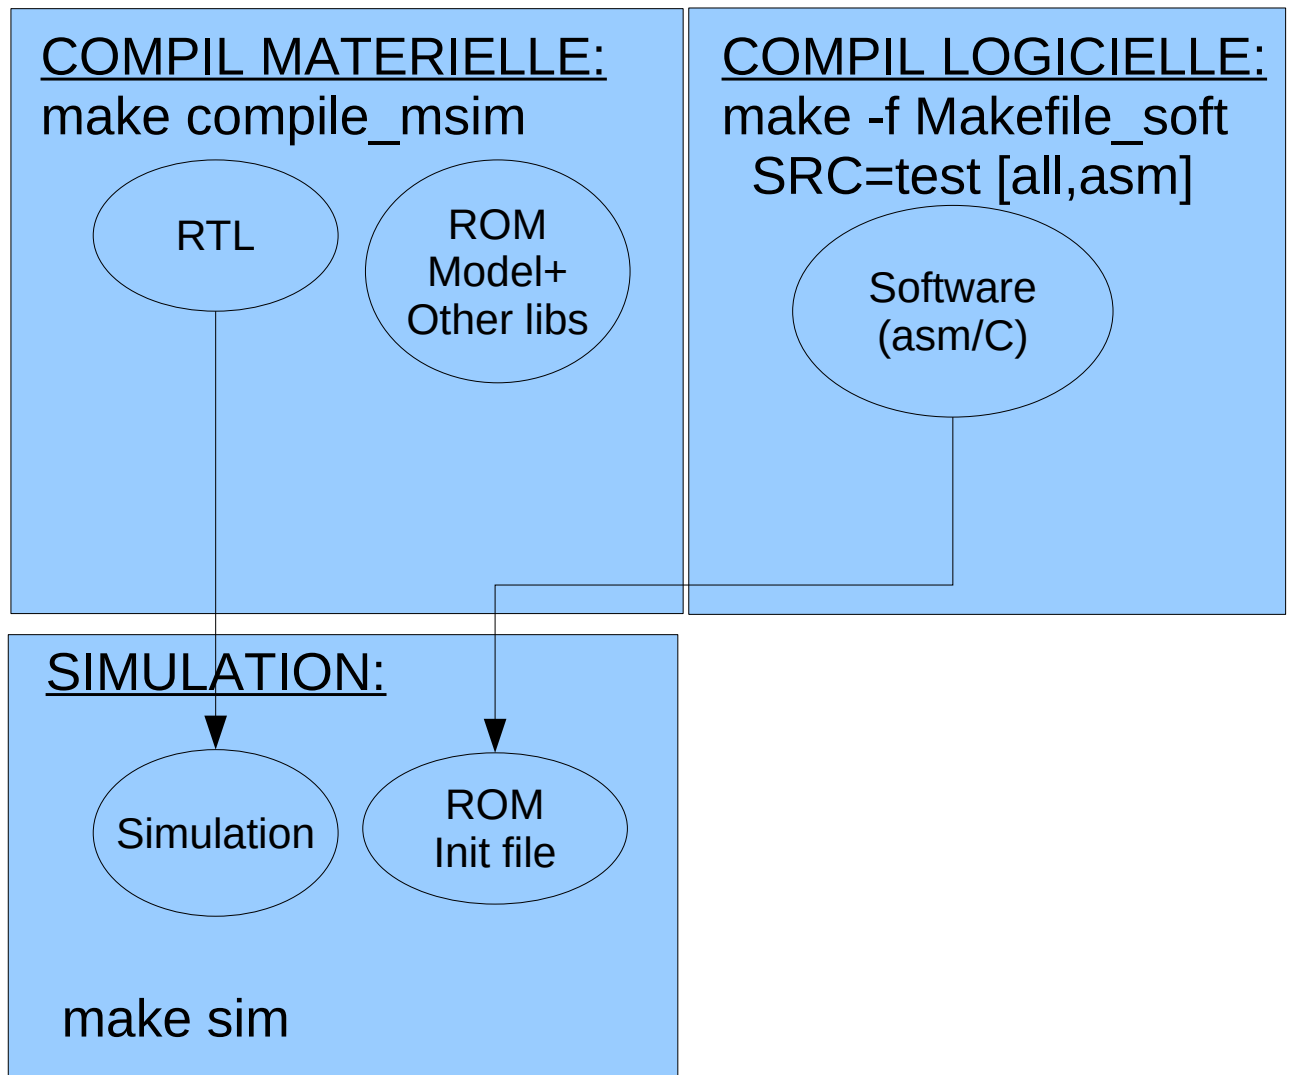 COMPIL MATERIELLE:
make compile_msim
RTL
ROM
Model+
Other libs
COMPIL LOGICIELLE:
make -f Makefile_soft
SRC=test [all,asm]
Software
(asm/C)
SIMULATION:
Simulation
ROM
Init file
make sim